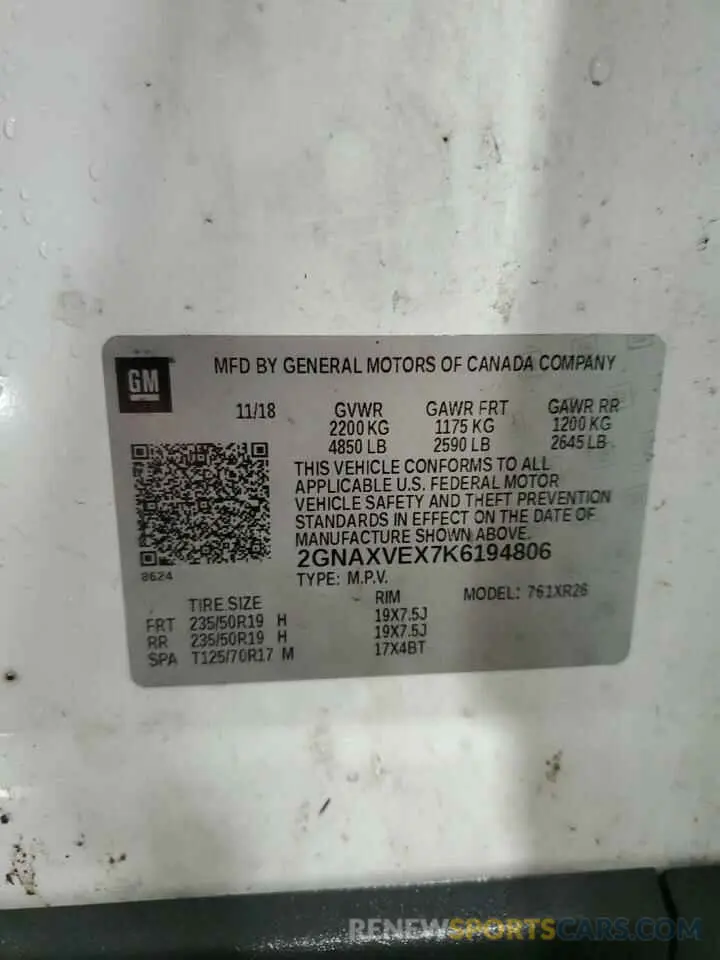 GM
MFD BY GENERAL MOTORS OF CANADA COMPANY
11/18 GVWR GAWR FRT GAWR RR
2200 KG 1175 KG 1200 KG
4850 LB 2590 LB 2645 LB
THIS VEHICLE CONFORMS TO ALL
APPLICABLE U.S. FEDERAL MOTOR
VEHICLE SAFETY AND THEFT PREVENTION
STANDARDS IN EFFECT ON THE DATE OF
MANUFACTURE SHOWN ABOVE.
2GNAXVEX7K6194806
8624
TYPE: M.P.V.
TIRE SIZE RIM MODEL: 761XR26
FRT 235/50R19 H 19X7.5J
RR 235/50R19 H 19X7.5J
SPA T125/70R17 M 17X4BT
RENEWSPORTSCARS.COM